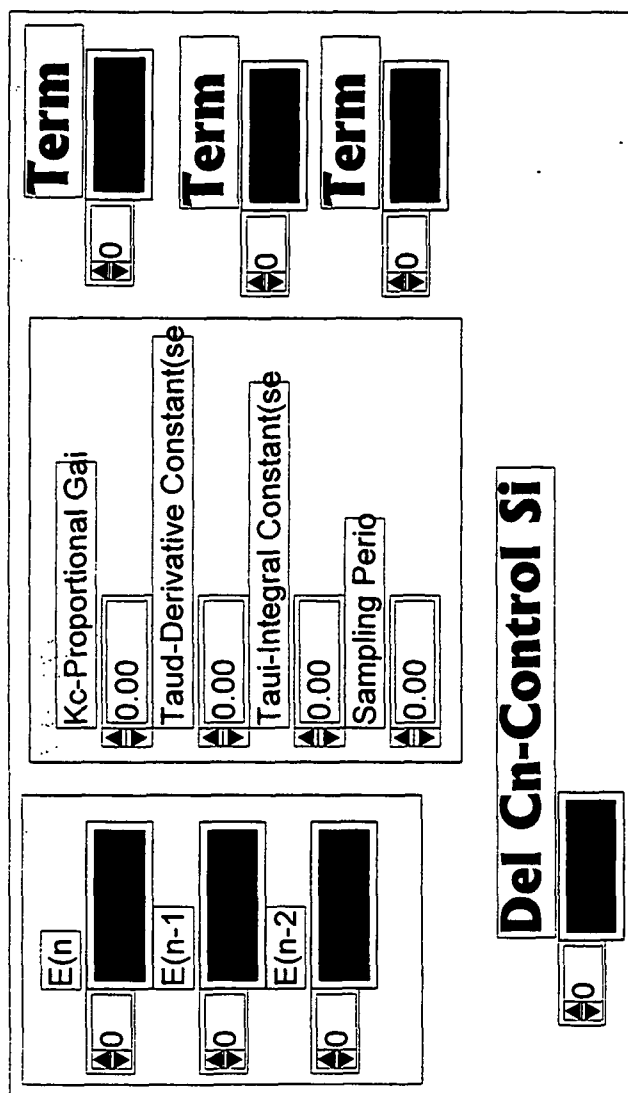 E(n
0
E(n-1
0
E(n-2
0
Kc-Proportional Gai
0.00
Taud-Derivative Constant(se
0.00
Taui-Integral Constant(se
0.00
Sampling Perio
0.00
Term
0
Term
0
Term
0
Del Cn-Control Si
0